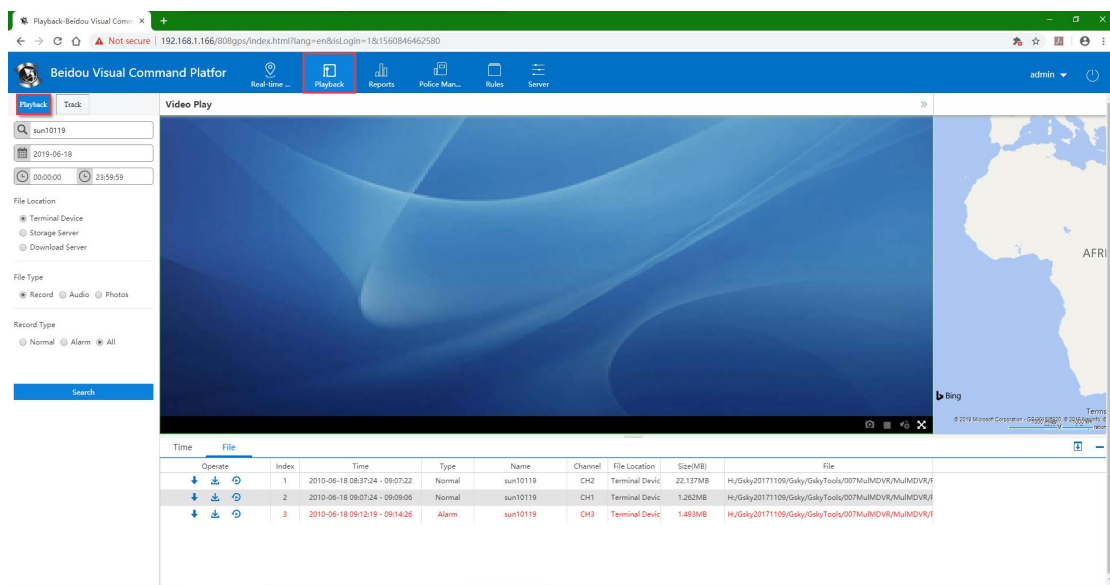 Playback-Beidou Visual Comm
Not secure | 192.168.1.166/808gps/index.html?lang=en&isLogin=1&1560846462580
Beidou Visual Command Platfor
Real-time ...
Playback
Reports
Police Man...
Rules
Server
admin
Playback Track
Video Play
sun10119
2019-06-18
00:00:00 23:59:59
File Location
Terminal Device
Storage Server
Download Server
File Type
Record Audio Photos
Record Type
Normal Alarm All
Search
AFRI
Bing
Terms
© 2019 Microsoft Corporation
Time File
Operate Index Time Type Name Channel File Location Size(MB) File
1 2010-06-18 08:37:24 - 09:07:22 Normal sun10119 CH2 Terminal Devic 22.137MB H:/Gsky20171109/Gsky/GskyTools/007MulMDVR/MulMDVR/F
2 2010-06-18 09:07:24 - 09:09:06 Normal sun10119 CH1 Terminal Devic 1.262MB H:/Gsky20171109/Gsky/GskyTools/007MulMDVR/MulMDVR/F
3 2010-06-18 09:12:19 - 09:14:26 Alarm sun10119 CH3 Terminal Devic 1.493MB H:/Gsky20171109/Gsky/GskyTools/007MulMDVR/MulMDVR/F